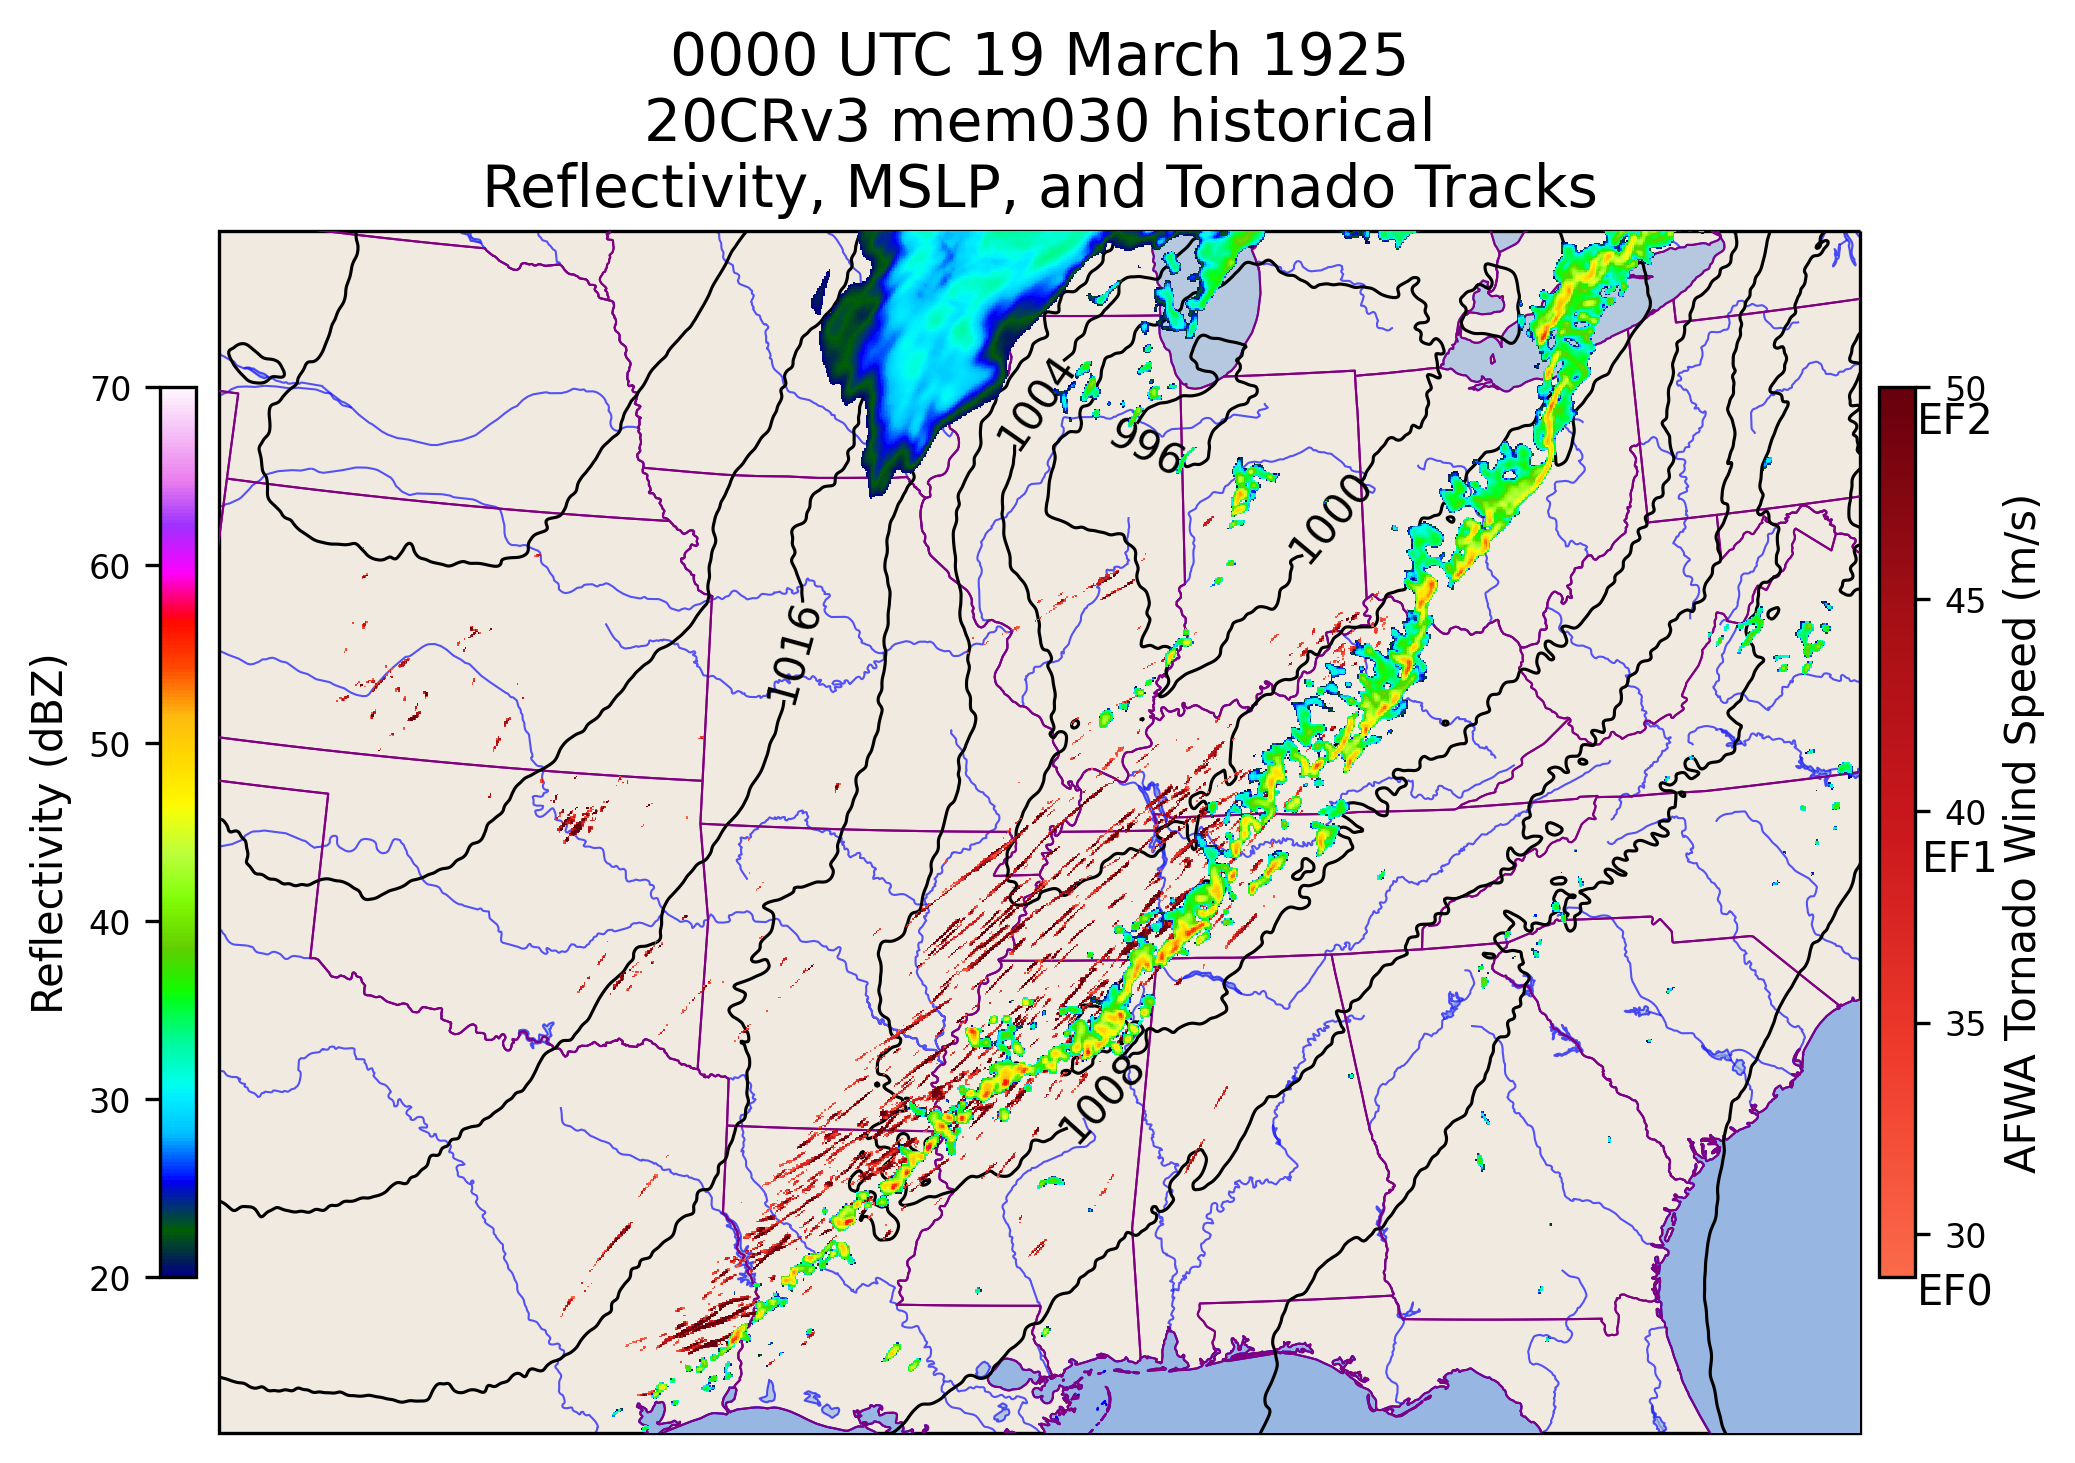 0000 UTC 19 March 1925
20CRv3 mem030 historical
Reflectivity, MSLP, and Tornado Tracks
Reflectivity (dBZ)
70
60
50
40
30
20
1004
996
1000
1016
1008
50
EF2
45
40
EF1
35
30
EF0
AFWA Tornado Wind Speed (m/s)